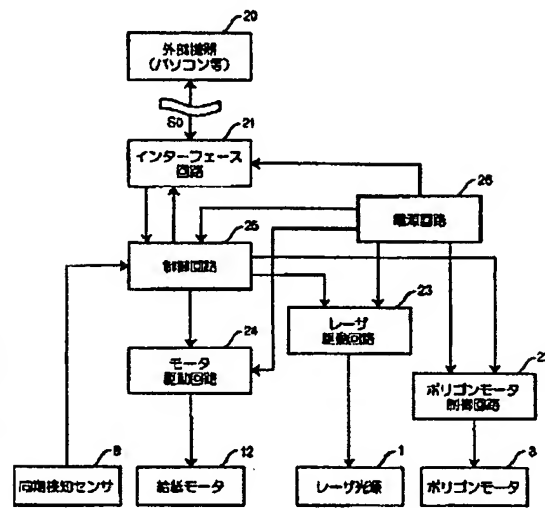 20
外部機器
(パソコン等)
S0
21
インターフェース
回路
26
電源回路
25
制御回路
23
レーザ
駆動回路
24
モータ
駆動回路
ポリゴンモータ
制御回路
8
同期検知センサ
12
給紙モータ
1
レーザ光源
3
ポリゴンモータ